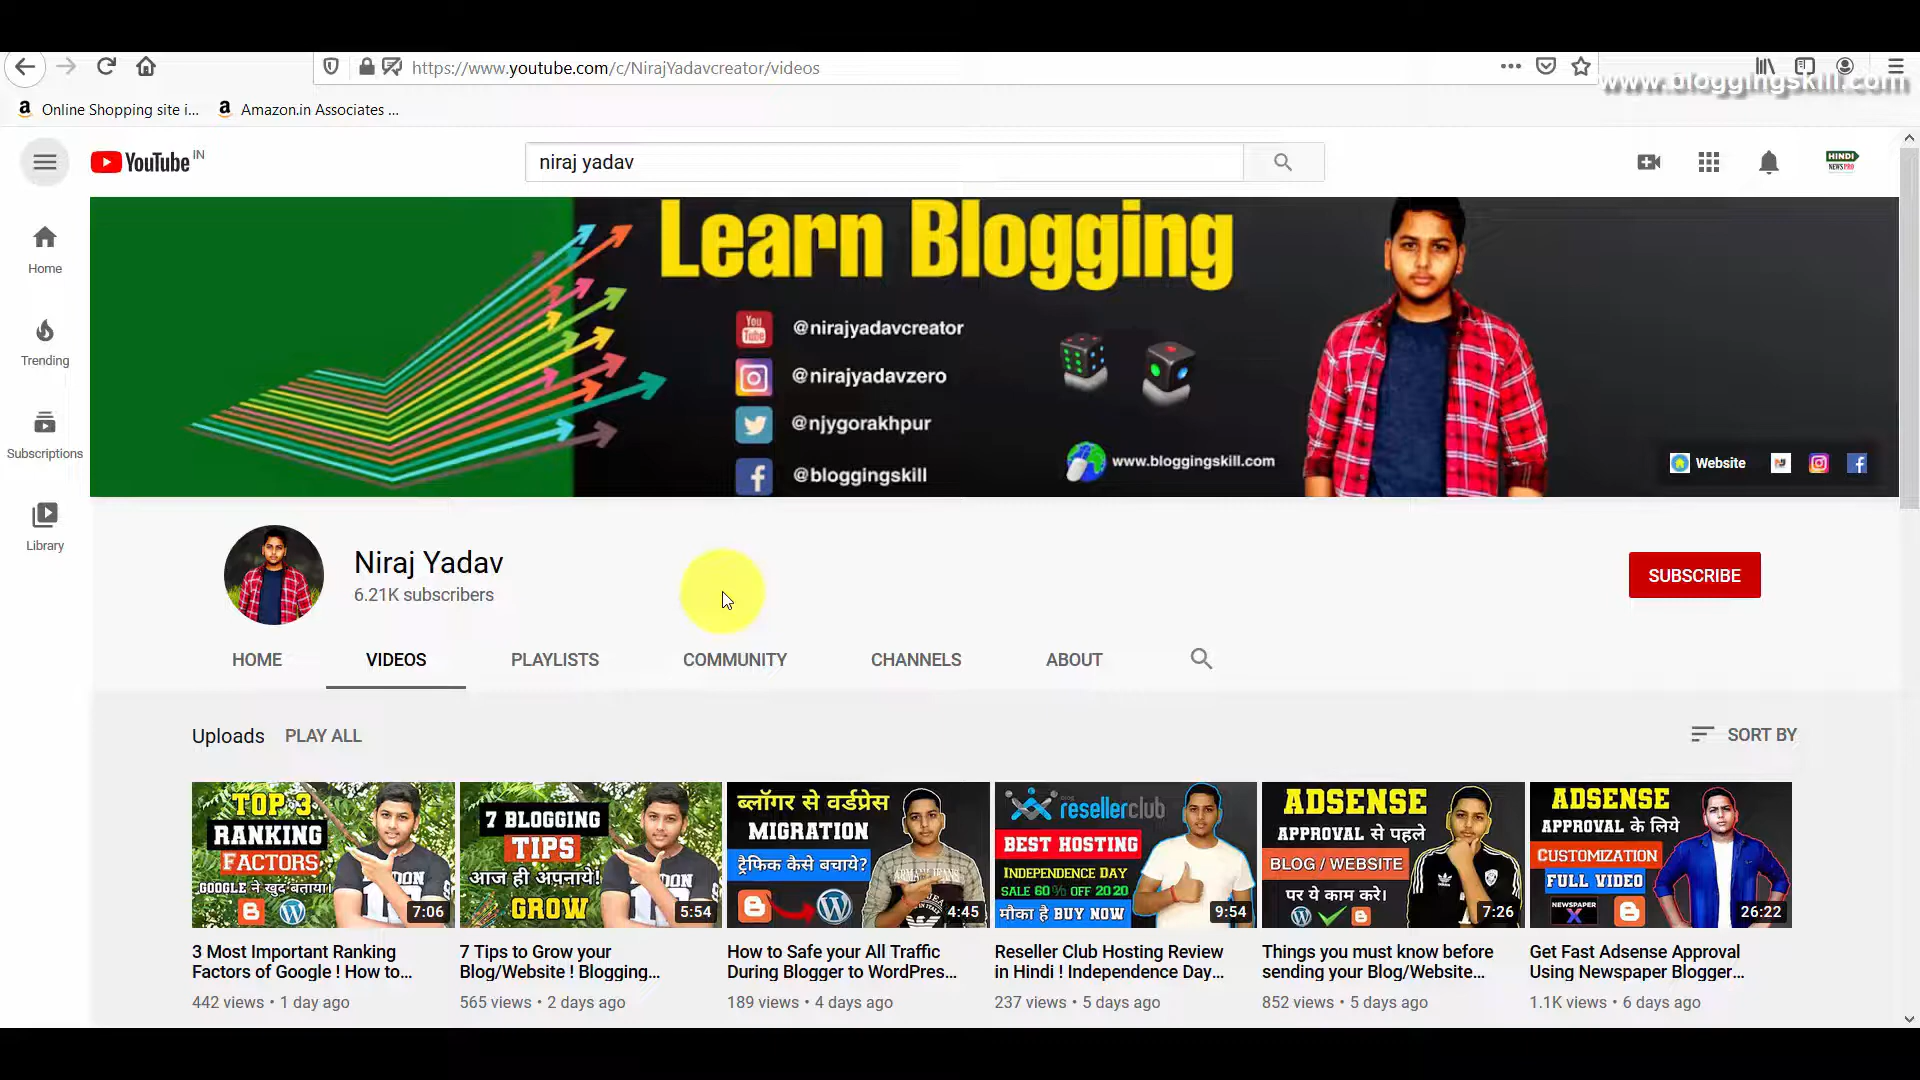 https://www.youtube.com/c/NirajYadavcreator/videos
www.bloggingskill.com
Online Shopping site i...
Amazon.in Associates ...
YouTube IN
niraj yadav
HINDI
NEWS PRO
Home
Trending
Subscriptions
Library
Learn Blogging
You Tube @nirajyadavcreator
@nirajyadavzero
@njygorakhpur
@bloggingskill
www.bloggingskill.com
Website
Niraj Yadav
6.21K subscribers
SUBSCRIBE
HOME VIDEOS PLAYLISTS COMMUNITY CHANNELS ABOUT
Uploads PLAY ALL
SORT BY
TOP 3
RANKING
FACTORS
GOOGLE ने खुद बताया।
7:06
3 Most Important Ranking
Factors of Google ! How to...
442 views • 1 day ago
7 BLOGGING
TIPS
आज ही अपनाये!
GROW
5:54
7 Tips to Grow your
Blog/Website ! Blogging...
565 views • 2 days ago
ब्लॉगर से वर्डप्रेस
MIGRATION
ट्रैफिक कैसे बचाये?
4:45
How to Safe your All Traffic
During Blogger to WordPres...
189 views • 4 days ago
resellerclub
BEST HOSTING
INDEPENDENCE DAY
SALE 60% OFF 2020
मौका है BUY NOW
9:54
Reseller Club Hosting Review
in Hindi ! Independence Day...
237 views • 5 days ago
ADSENSE
APPROVAL से पहले
BLOG / WEBSITE
पर ये काम करे।
7:26
Things you must know before
sending your Blog/Website...
852 views • 5 days ago
ADSENSE
APPROVAL के लिये
CUSTOMIZATION
FULL VIDEO
NEWSPAPER
X
26:22
Get Fast Adsense Approval
Using Newspaper Blogger...
1.1K views • 6 days ago